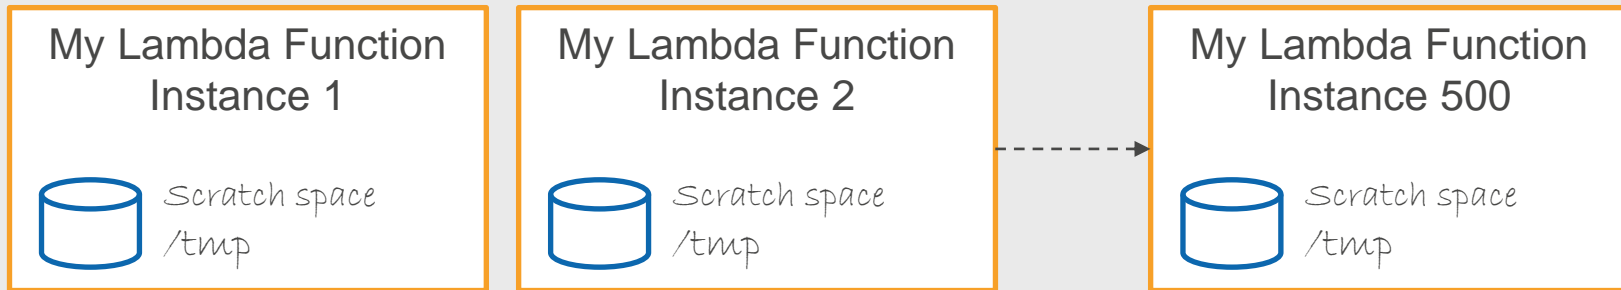 My Lambda Function
Instance 1
Scratch space
/tmp
My Lambda Function
Instance 2
Scratch space
/tmp
My Lambda Function
Instance 500
Scratch space
/tmp